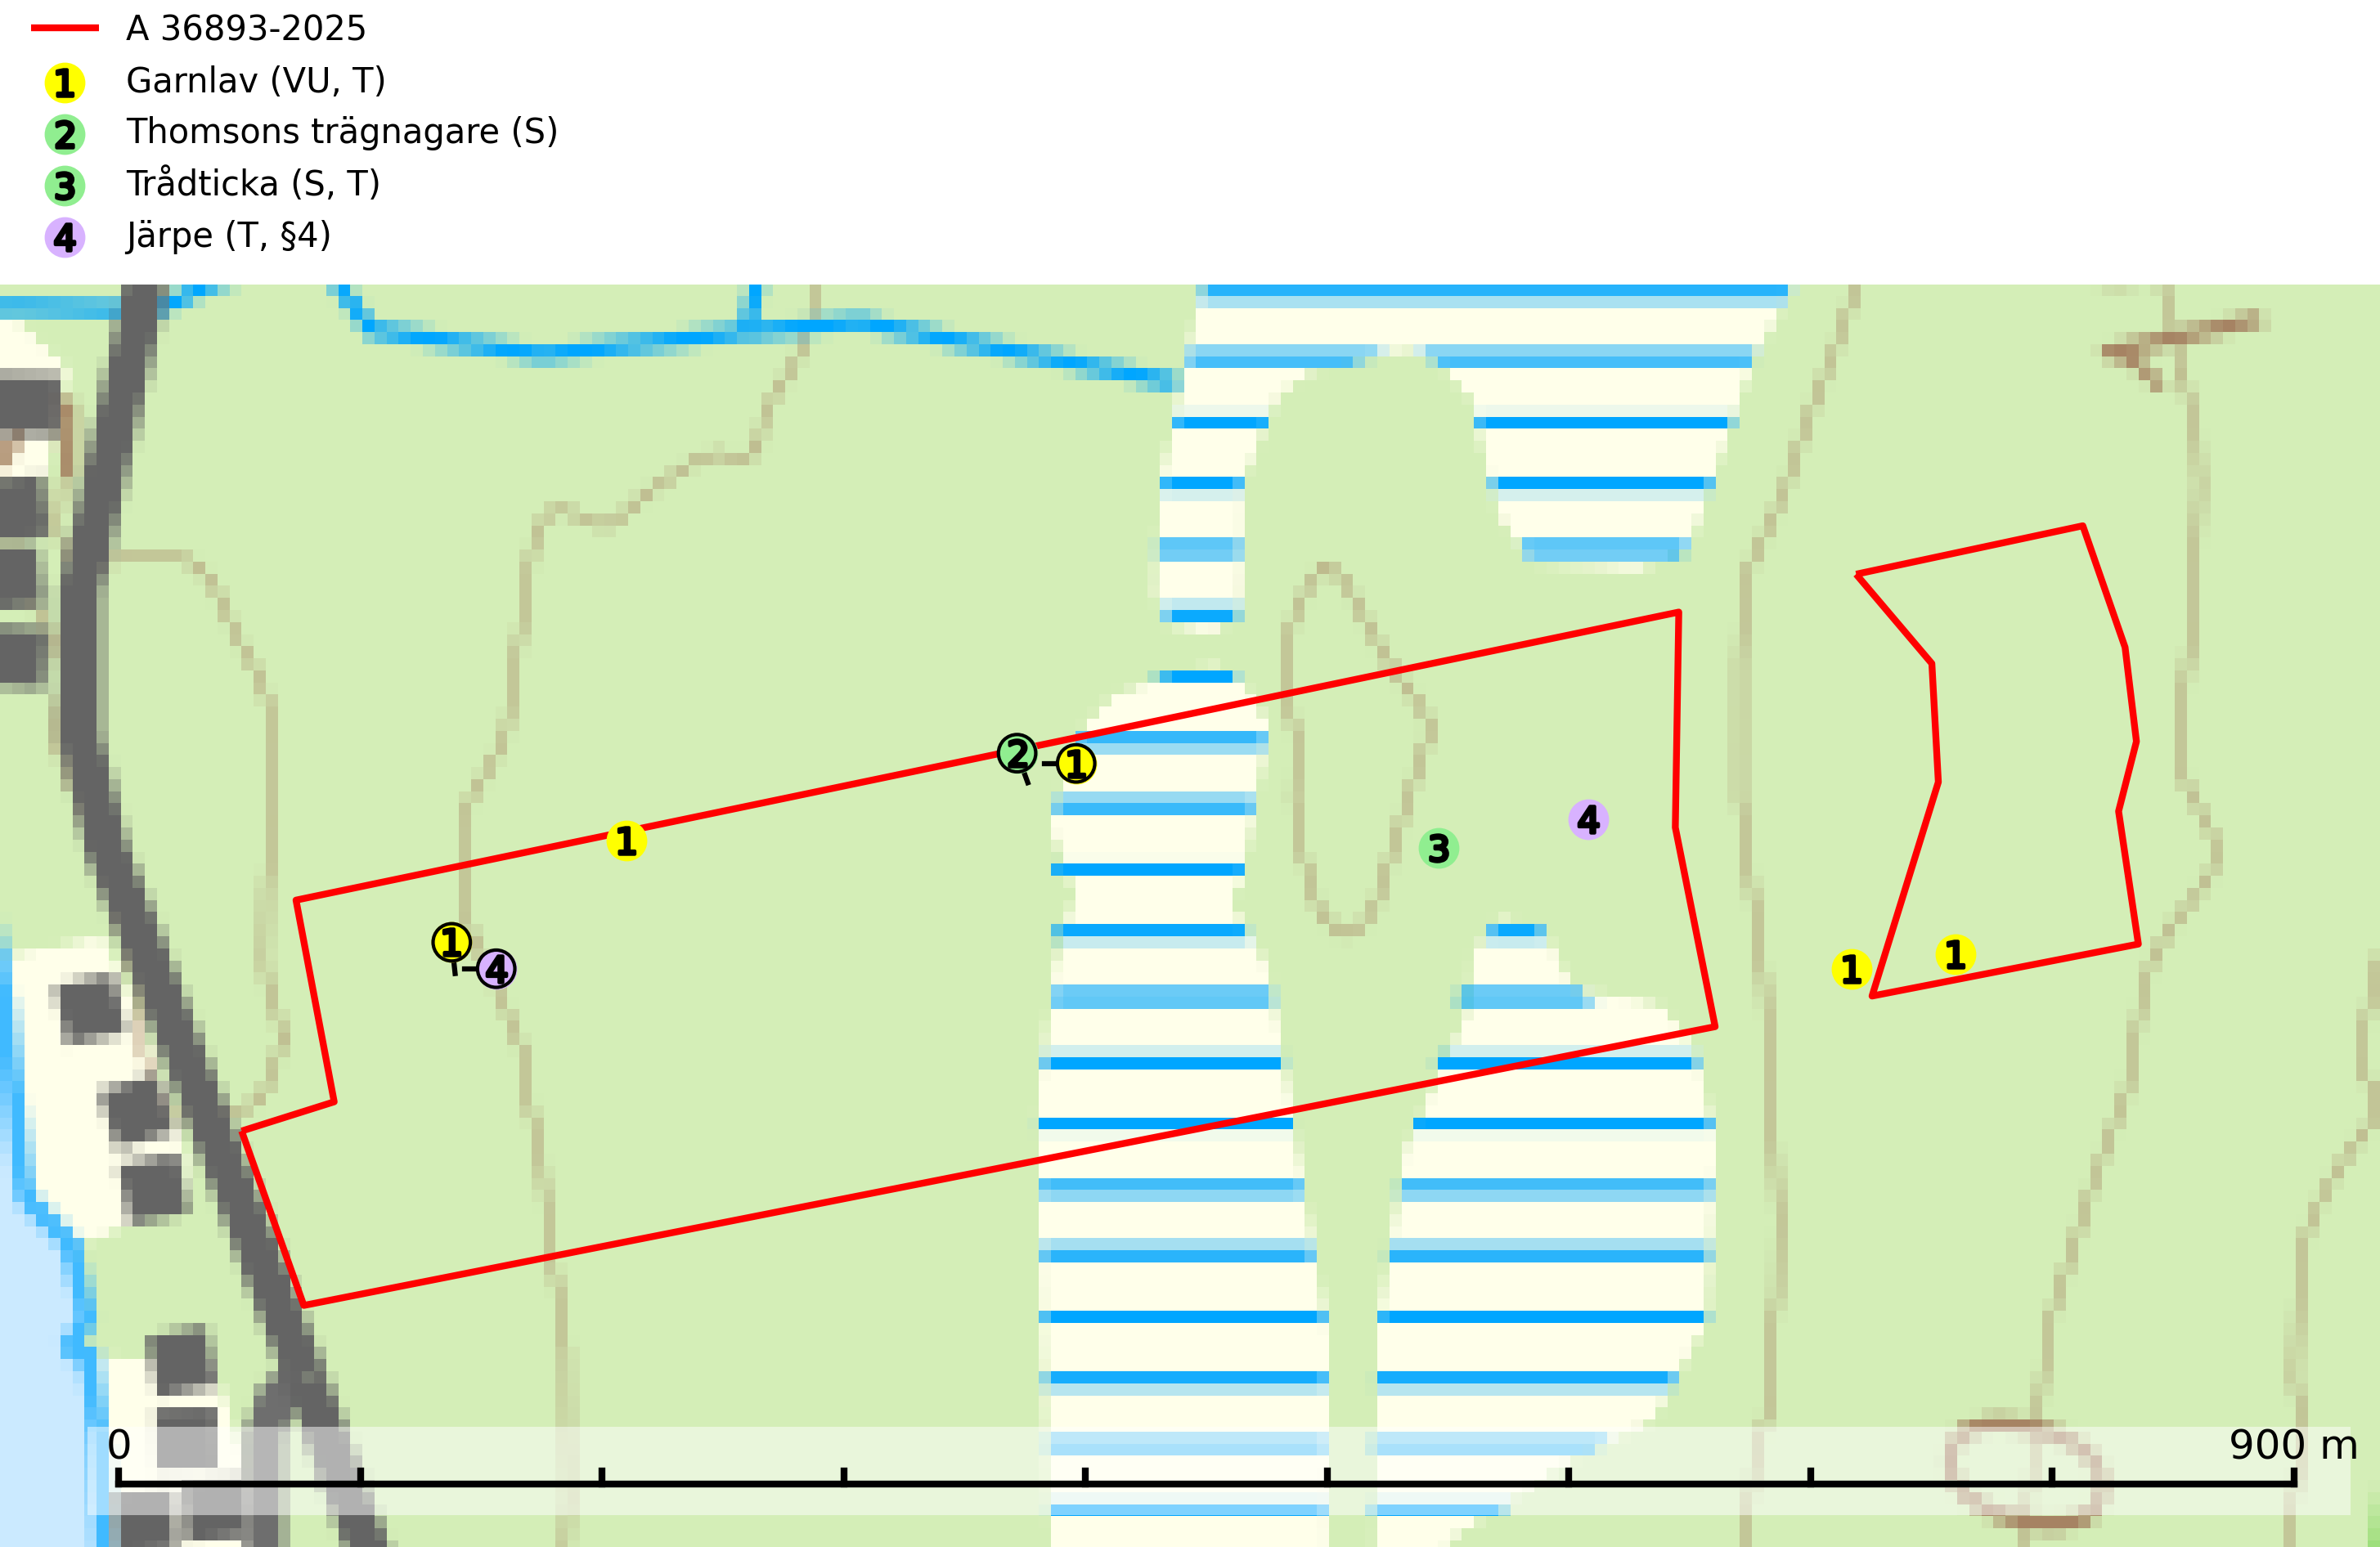 A 36893-2025
1 Garnlav (VU, T)
2 Thomsons trägnagare (S)
3 Trådticka (S, T)
4 Järpe (T, §4)
2 1
1
4
3
1
4
1
1
0 900 m